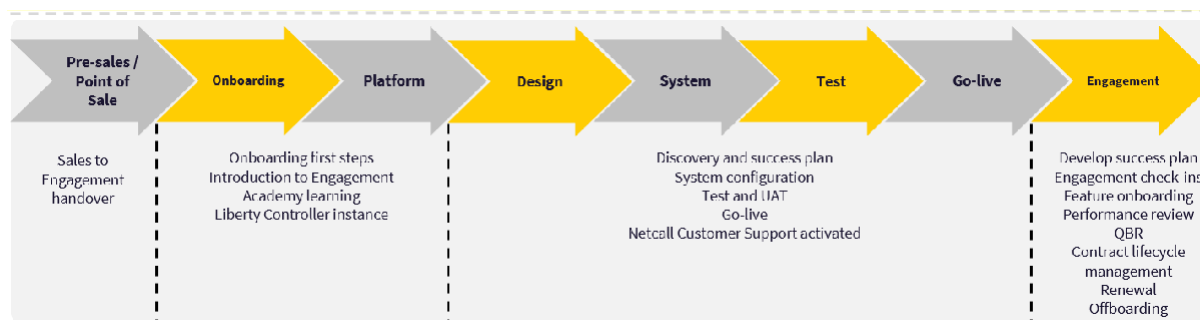 Pre-sales /
Point of
Sale
Onboarding
Platform
Design
System
Test
Go-live
Engagement
Sales to
Engagement
handover
Onboarding first steps
Introduction to Engagement
Academy learning
Liberty Controller instance
Discovery and success plan
System configuration
Test and UAT
Go-live
Netcall Customer Support activated
Develop success plan
Engagement check-ins
Feature onboarding
Performance review
QBR
Contract lifecycle
management
Renewal
Offboarding